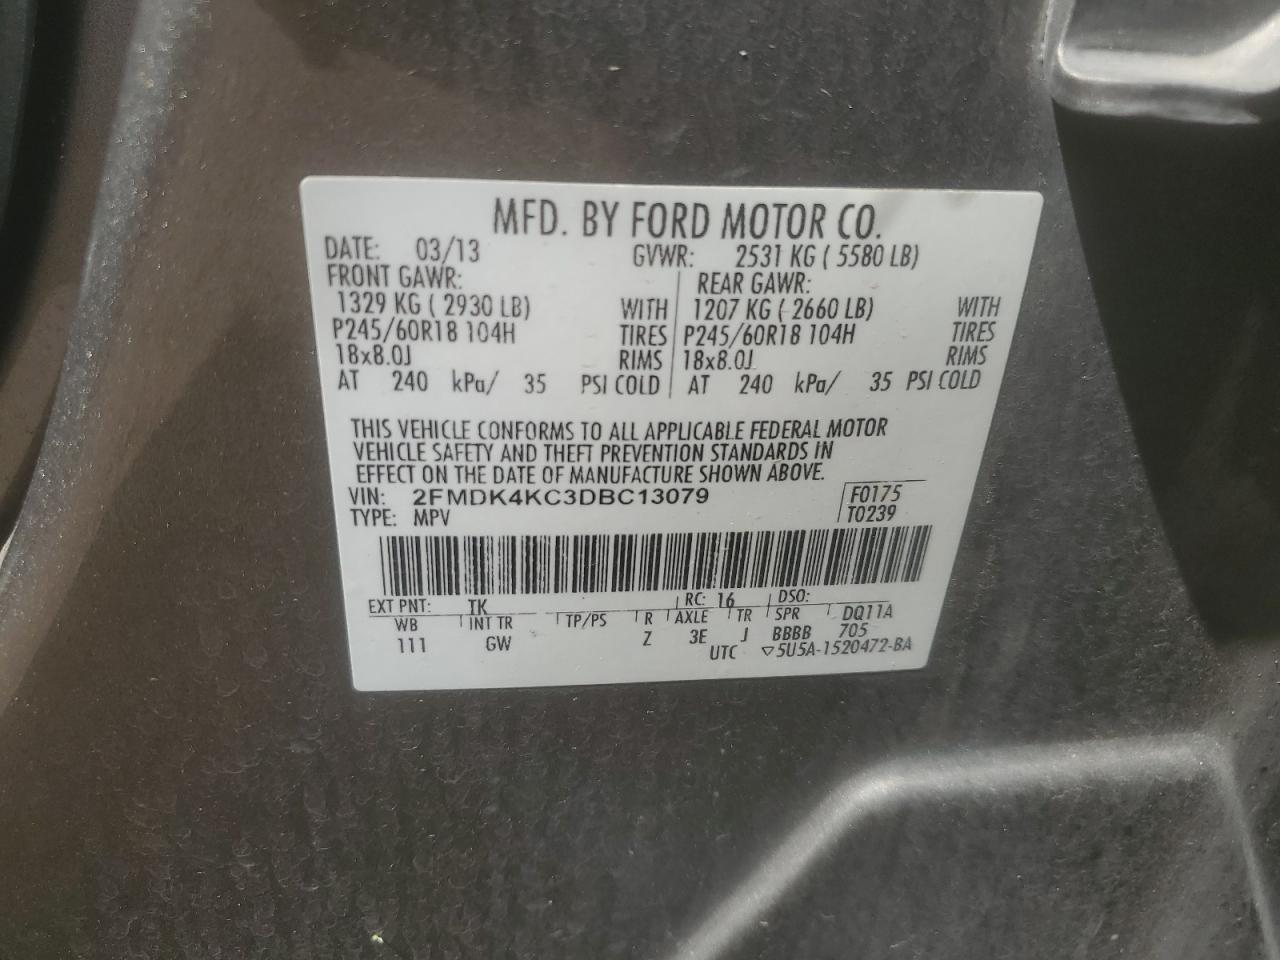 MFD. BY FORD MOTOR CO.
DATE: 03/13 GVWR: 2531 KG ( 5580 LB)
FRONT GAWR: REAR GAWR:
1329 KG ( 2930 LB) WITH 1207 KG ( 2660 LB) WITH
P245/60R18 104H TIRES P245/60R18 104H TIRES
18x8.0J RIMS 18x8.0J RIMS
AT 240 kPa/ 35 PSI COLD AT 240 kPa/ 35 PSI COLD
THIS VEHICLE CONFORMS TO ALL APPLICABLE FEDERAL MOTOR
VEHICLE SAFETY AND THEFT PREVENTION STANDARDS IN
EFFECT ON THE DATE OF MANUFACTURE SHOWN ABOVE.
VIN: 2FMDK4KC3DBC13079 F0175
TYPE: MPV T0239
EXT PNT: TK RC: 16 DSO:
WB INT TR TP/PS R AXLE TR SPR DQ11A
111 GW Z 3E J BBBB 705
UTC ▽5U5A-1520472-BA